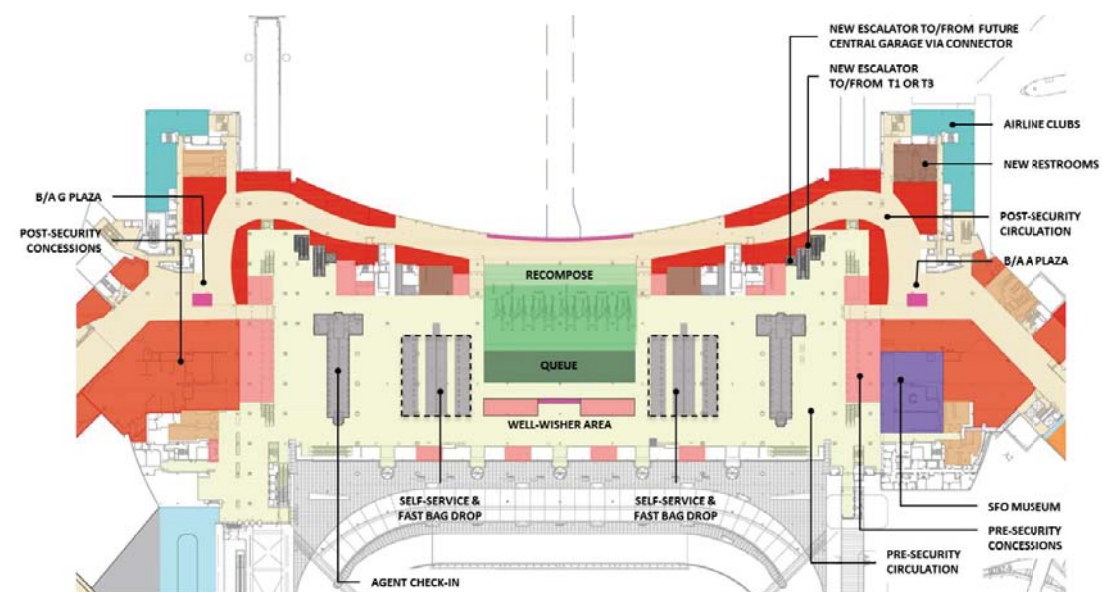 NEW ESCALATOR TO/FROM FUTURE
CENTRAL GARAGE VIA CONNECTOR
NEW ESCALATOR
TO/FROM T1 OR T3
AIRLINE CLUBS
NEW RESTROOMS
B/A G PLAZA
POST-SECURITY
CONCESSIONS
POST-SECURITY
CIRCULATION
B/A A PLAZA
RECOMPOSE
QUEUE
WELL-WISHER AREA
SELF-SERVICE &
FAST BAG DROP
SELF-SERVICE &
FAST BAG DROP
SFO MUSEUM
PRE-SECURITY
CONCESSIONS
PRE-SECURITY
CIRCULATION
AGENT CHECK-IN